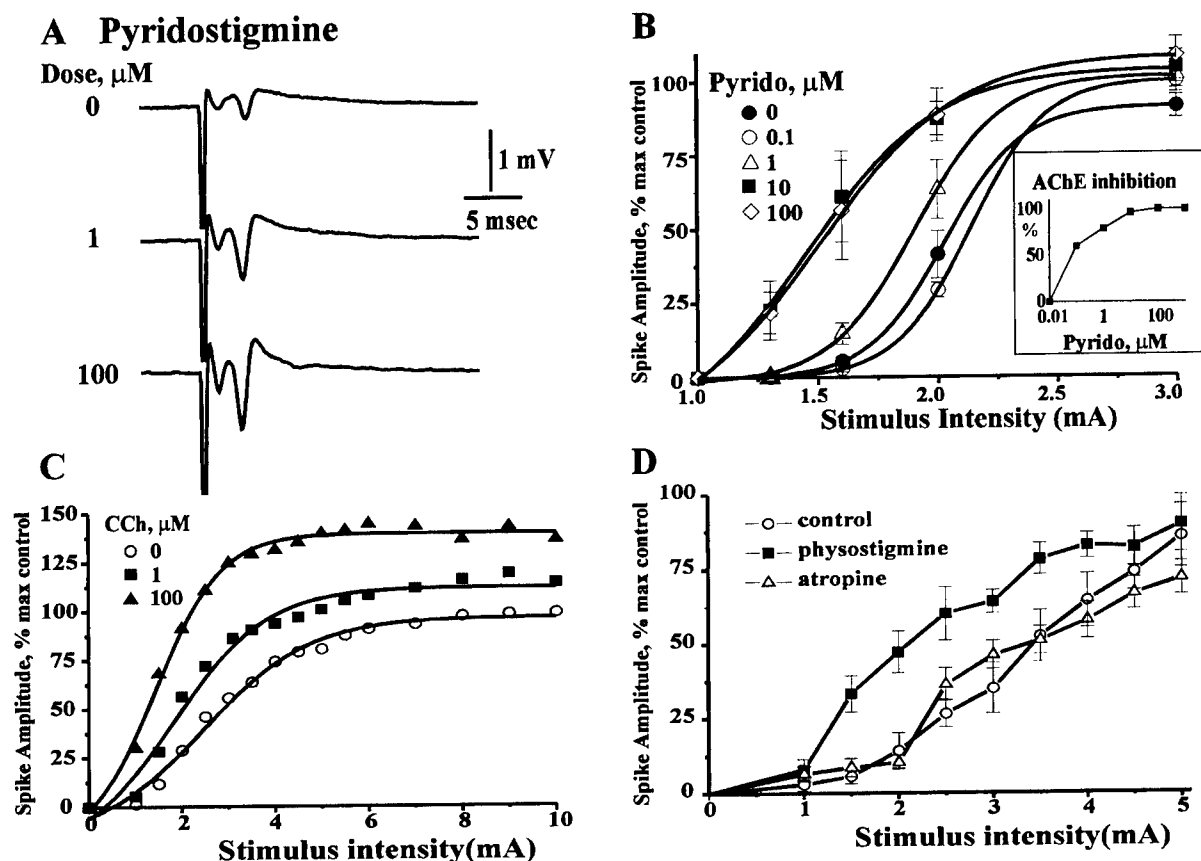 A Pyridostigmine
Dose, μM
0
1
100
1 mV
5 msec
B
Spike Amplitude, % max control
100
75
50
25
0
Pyrido, μM
0
0.1
1
10
100
AChE inhibition
100
%
50
0
0.01 1 100
Pyrido, μM
1.0 1.5 2.0 2.5 3.0
Stimulus Intensity (mA)
C
Spike Amplitude, % max control
150
125
100
75
50
25
0
CCh, μM
0
1
100
0 2 4 6 8 10
Stimulus intensity(mA)
D
Spike Amplitude, % max control
100
75
50
25
0
control
physostigmine
atropine
0 1 2 3 4 5
Stimulus intensity(mA)